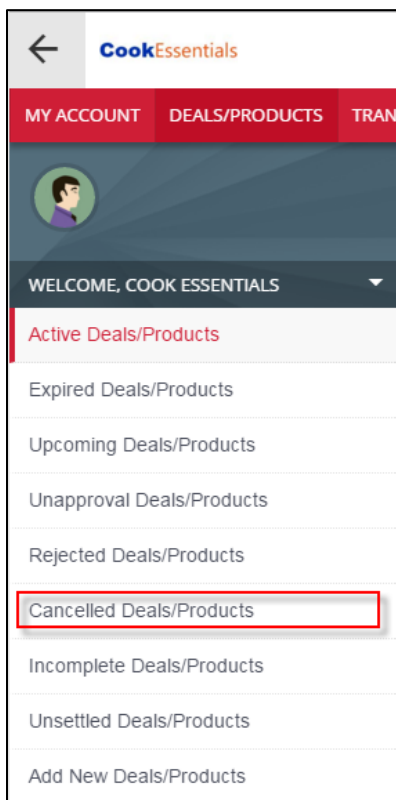 CookEssentials
MY ACCOUNT DEALS/PRODUCTS TRAN
WELCOME, COOK ESSENTIALS
Active Deals/Products
Expired Deals/Products
Upcoming Deals/Products
Unapproval Deals/Products
Rejected Deals/Products
Cancelled Deals/Products
Incomplete Deals/Products
Unsettled Deals/Products
Add New Deals/Products